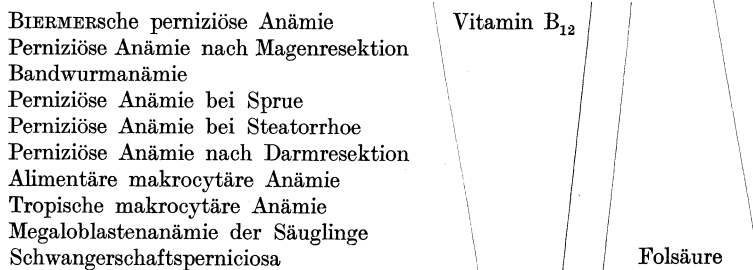 BIERMERsche perniziöse Anämie Vitamin B₁₂
Perniziöse Anämie nach Magenresektion
Bandwurmanämie
Perniziöse Anämie bei Sprue
Perniziöse Anämie bei Steatorrhoe
Perniziöse Anämie nach Darmresektion
Alimentäre makrocytäre Anämie
Tropische makrocytäre Anämie
Megaloblastenanämie der Säuglinge
Schwangerschaftsperniciosa Folsäure